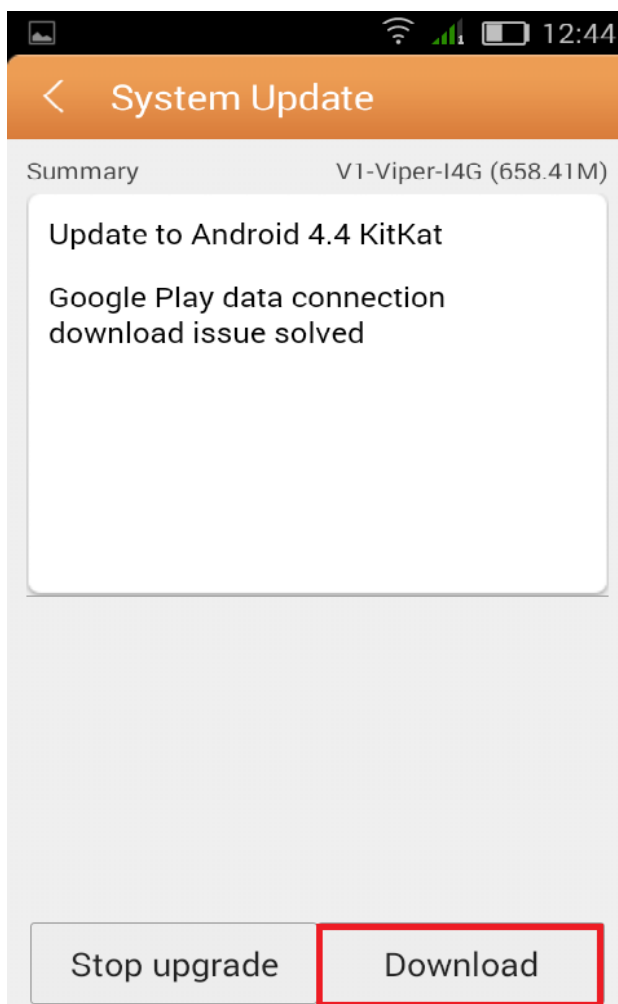 12:44
System Update
Summary V1-Viper-I4G (658.41M)
Update to Android 4.4 KitKat
Google Play data connection
download issue solved
Stop upgrade Download